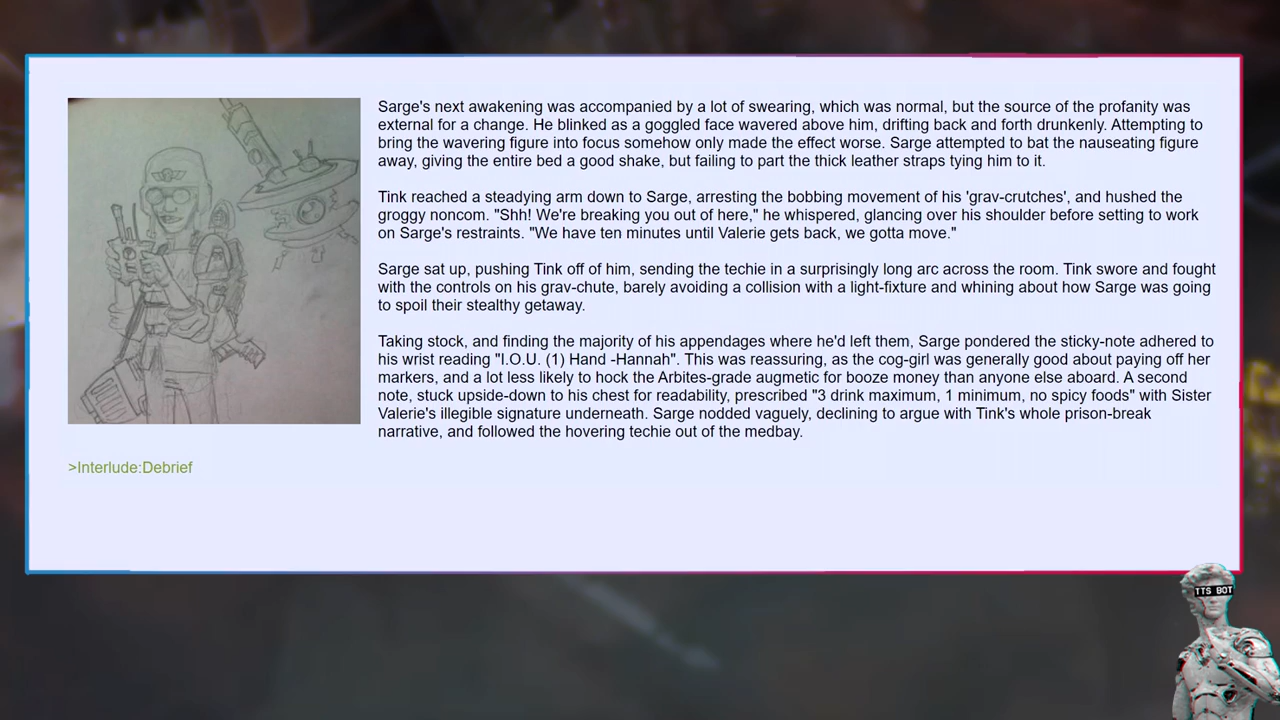 Sarge's next awakening was accompanied by a lot of swearing, which was normal, but the source of the profanity was
external for a change. He blinked as a goggled face wavered above him, drifting back and forth drunkenly. Attempting to
bring the wavering figure into focus somehow only made the effect worse. Sarge attempted to bat the nauseating figure
away, giving the entire bed a good shake, but failing to part the thick leather straps tying him to it.
Tink reached a steadying arm down to Sarge, arresting the bobbing movement of his 'grav-crutches', and hushed the
groggy noncom. "Shh! We're breaking you out of here," he whispered, glancing over his shoulder before setting to work
on Sarge's restraints. "We have ten minutes until Valerie gets back, we gotta move."
Sarge sat up, pushing Tink off of him, sending the techie in a surprisingly long arc across the room. Tink swore and fought
with the controls on his grav-chute, barely avoiding a collision with a light-fixture and whining about how Sarge was going
to spoil their stealthy getaway.
Taking stock, and finding the majority of his appendages where he'd left them, Sarge pondered the sticky-note adhered to
his wrist reading "I.O.U. (1) Hand -Hannah". This was reassuring, as the cog-girl was generally good about paying off her
markers, and a lot less likely to hock the Arbites-grade augmetic for booze money than anyone else aboard. A second
note, stuck upside-down to his chest for readability, prescribed "3 drink maximum, 1 minimum, no spicy foods" with Sister
Valerie's illegible signature underneath. Sarge nodded vaguely, declining to argue with Tink's whole prison-break
narrative, and followed the hovering techie out of the medbay.
>Interlude:Debrief
TTS BOT